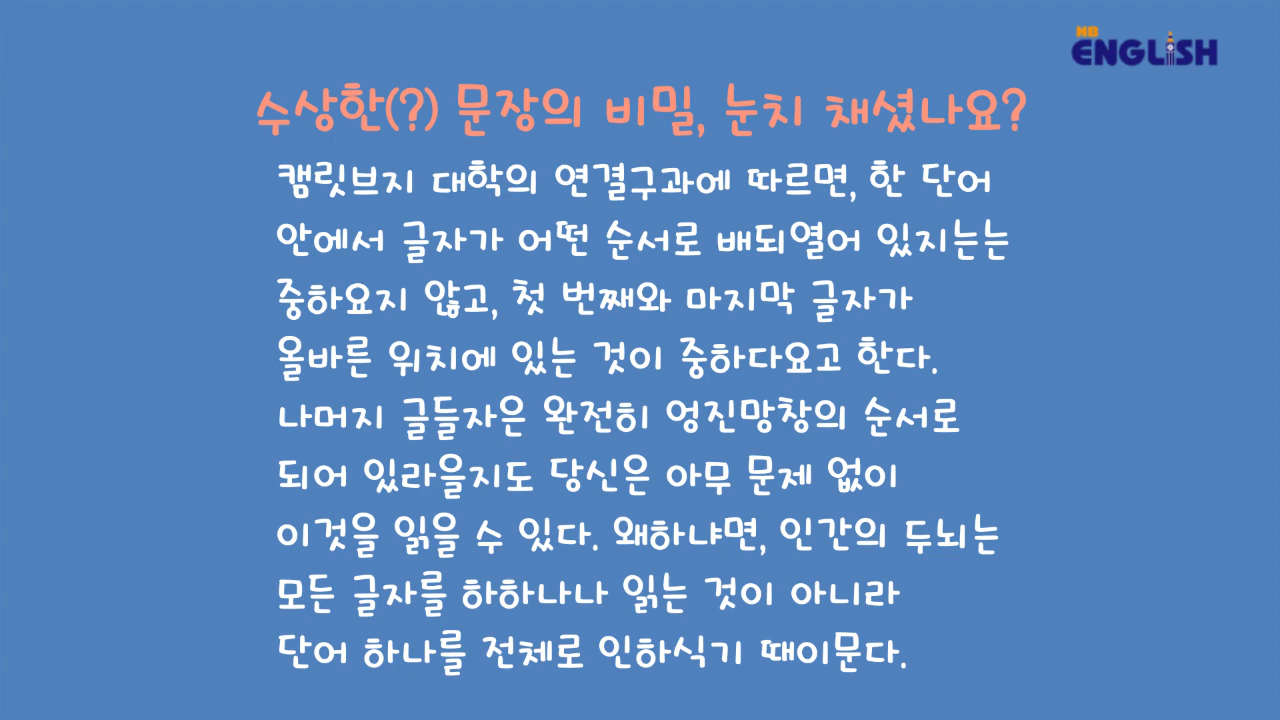 MB
ENGLISH
수상한(?) 문장의 비밀, 눈치 채셨나요?
캠릿브지 대학의 연결구과에 따르면, 한 단어
안에서 글자가 어떤 순서로 배되열어 있지는는
중하요지 않고, 첫 번째와 마지막 글자가
올바른 위치에 있는 것이 중하다요고 한다.
나머지 글들자은 완전히 엉진망창의 순서로
되어 있라을지도 당신은 아무 문제 없이
이것을 읽을 수 있다. 왜하냐면, 인간의 두뇌는
모든 글자를 하하나나 읽는 것이 아니라
단어 하나를 전체로 인하식기 때이문다.